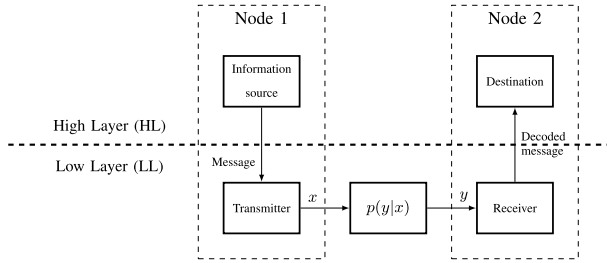 Node 1
Node 2
Information
source
Destination
High Layer (HL)
Low Layer (LL)
Message
Decoded
message
Transmitter
x
p(y|x)
y
Receiver